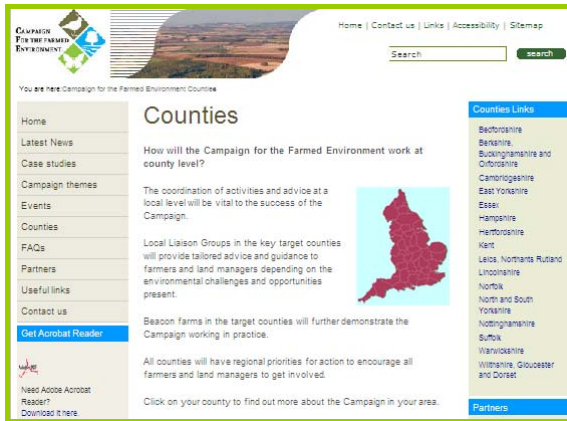 CAMPAIGN
FOR THE FARMED
ENVIRONMENT
Home | Contact us | Links | Accessibility | Sitemap
Search
search
You are here:Campaign for the Farmed Environment Counties
Home
Latest News
Case studies
Campaign themes
Events
Counties
FAQs
Partners
Useful links
Contact us
Get Acrobat Reader
Need Adobe Acrobat
Reader?
Download it here.
Counties
How will the Campaign for the Farmed Environment work at
county level?
The coordination of activities and advice at a
local level will be vital to the success of the
Campaign.
Local Liaison Groups in the key target counties
will provide tailored advice and guidance to
farmers and land managers depending on the
environmental challenges and opportunities
present.
Beacon farms in the target counties will further demonstrate the
Campaign working in practice.
All counties will have regional priorities for action to encourage all
farmers and land managers to get involved.
Click on your county to find out more about the Campaign in your area.
Counties Links
Bedfordshire
Berkshire,
Buckinghamshire and
Oxfordshire
Cambridgeshire
East Yorkshire
Essex
Hampshire
Hertfordshire
Kent
Leics, Northants Rutland
Lincolnshire
Norfolk
North and South
Yorkshire
Nottinghamshire
Suffolk
Warwickshire
Wiltshire, Gloucester
and Dorset
Partners